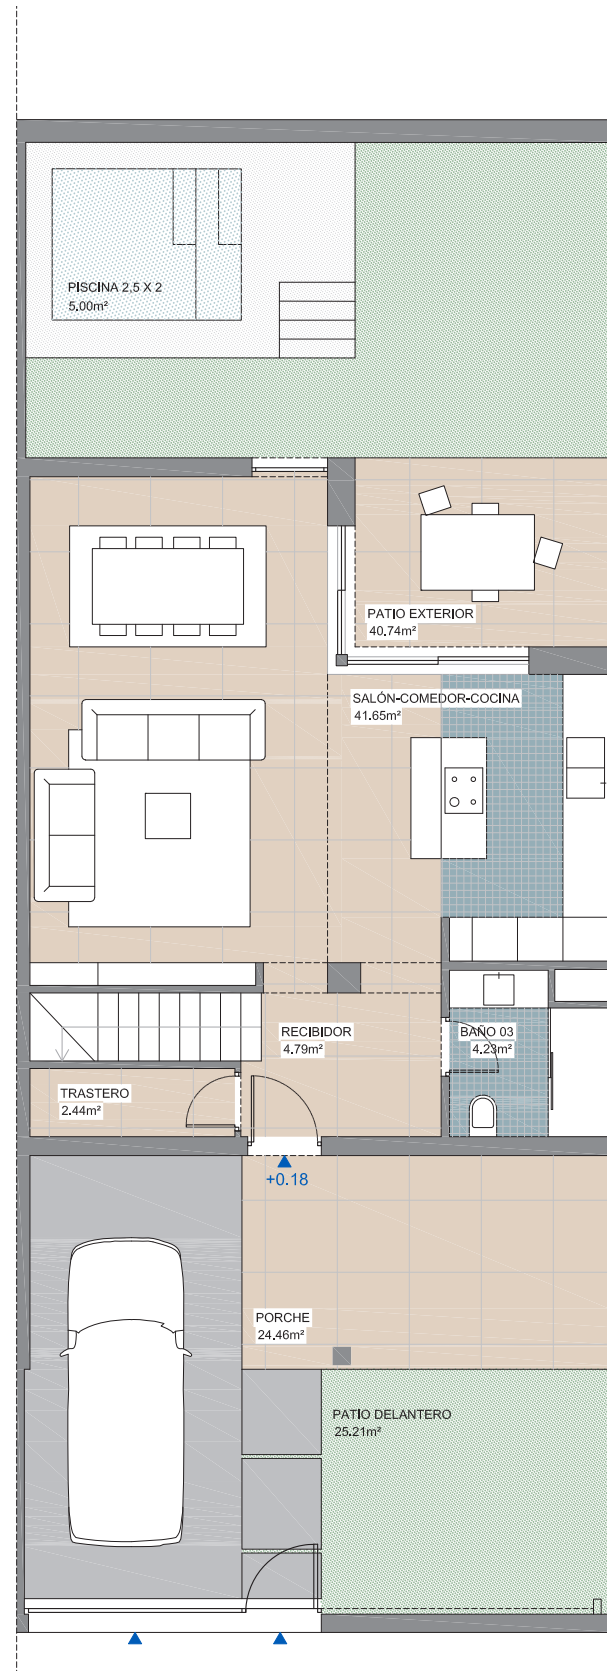 PISCINA 2,5 X 2
5.00m²
PATIO EXTERIOR
40.74m²
SALÓN-COMEDOR-COCINA
41.65m²
RECIBIDOR
4.79m²
BAÑO 03
4.23m²
TRASTERO
2.44m²
+0.18
PORCHE
24.46m²
PATIO DELANTERO
25.21m²